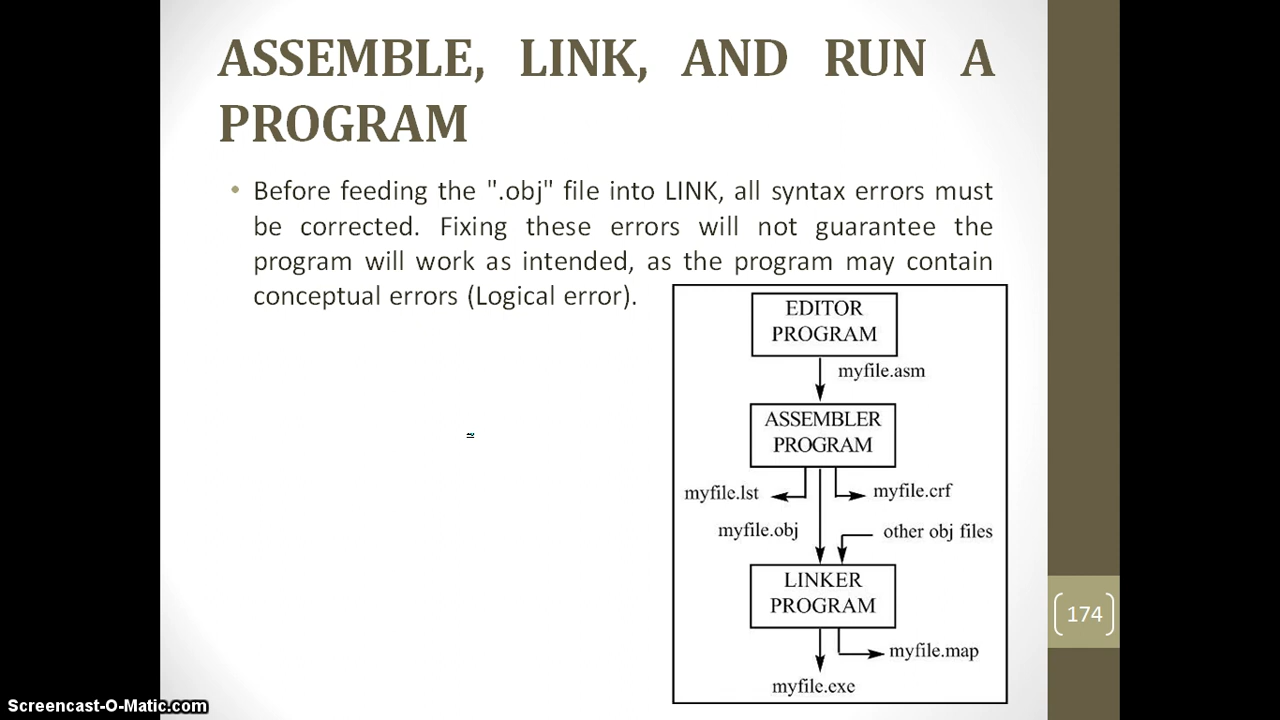 ASSEMBLE, LINK, AND RUN A
PROGRAM
• Before feeding the ".obj" file into LINK, all syntax errors must
be corrected. Fixing these errors will not guarantee the
program will work as intended, as the program may contain
conceptual errors (Logical error).
EDITOR
PROGRAM
myfile.asm
ASSEMBLER
PROGRAM
myfile.lst
myfile.crf
myfile.obj
other obj files
LINKER
PROGRAM
myfile.map
myfile.exe
174
Screencast-O-Matic.com